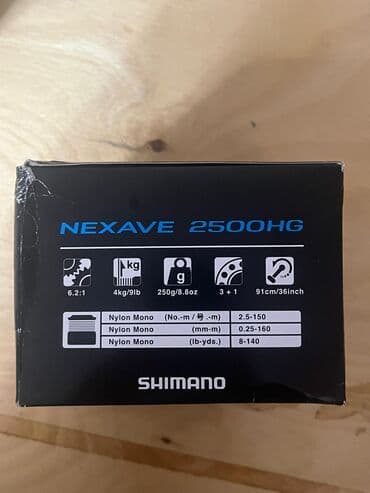 NEXAVE 2500HG
kg g
6.2:1 4kg/9lb 250g/8.8oz 3 + 1 91cm/36inch
Nylon Mono (No.-m / 号.-m) 2.5-150
Nylon Mono (mm-m) 0.25-160
Nylon Mono (lb-yds.) 8-140
SHIMANO